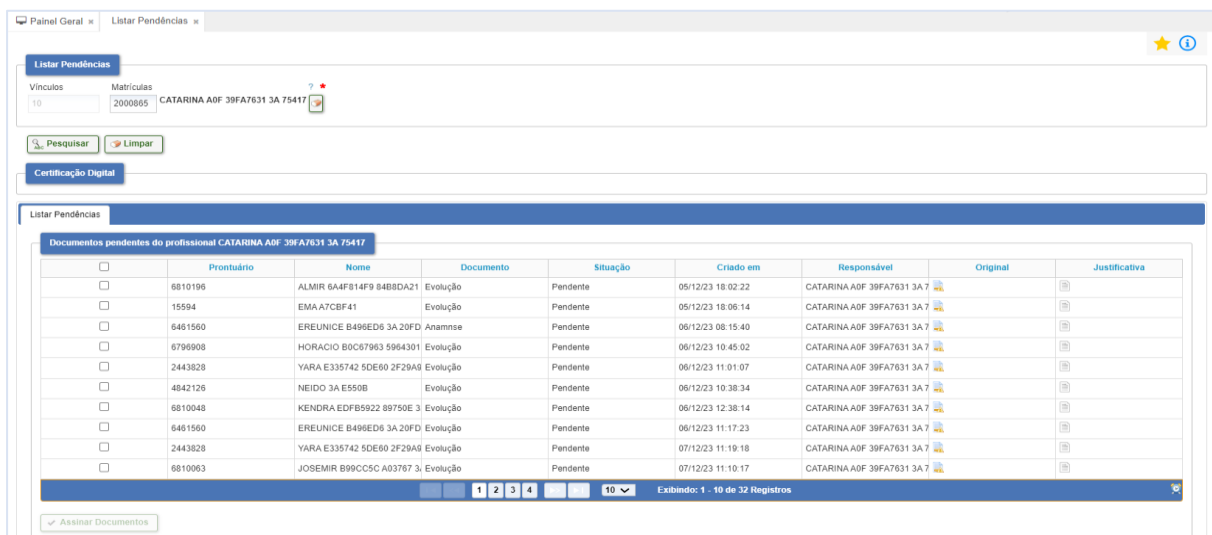 Painel Geral × Listar Pendências ×
Listar Pendências
Vínculos Matrículas ? *
10 2000865 CATARINA A0F 39FA7631 3A 75417
Pesquisar Limpar
Certificação Digital
Listar Pendências
Documentos pendentes do profissional CATARINA A0F 39FA7631 3A 75417
Prontuário Nome Documento Situação Criado em Responsável Original Justificativa
6810196 ALMIR 6A4F814F9 84B8DA21 Evolução Pendente 05/12/23 18:02:22 CATARINA A0F 39FA7631 3A 7
15594 EMA A7CBF41 Evolução Pendente 05/12/23 18:06:14 CATARINA A0F 39FA7631 3A 7
6461560 EREUNICE B496ED6 3A 20FD Anamnse Pendente 06/12/23 08:15:40 CATARINA A0F 39FA7631 3A 7
6796908 HORACIO B0C67963 5964301 Evolução Pendente 06/12/23 10:45:02 CATARINA A0F 39FA7631 3A 7
2443828 YARA E335742 5DE60 2F29A9 Evolução Pendente 06/12/23 11:01:07 CATARINA A0F 39FA7631 3A 7
4842126 NEIDO 3A E550B Evolução Pendente 06/12/23 10:38:34 CATARINA A0F 39FA7631 3A 7
6810048 KENDRA EDFB5922 89750E 3 Evolução Pendente 06/12/23 12:38:14 CATARINA A0F 39FA7631 3A 7
6461560 EREUNICE B496ED6 3A 20FD Evolução Pendente 06/12/23 11:17:23 CATARINA A0F 39FA7631 3A 7
2443828 YARA E335742 5DE60 2F29A9 Evolução Pendente 07/12/23 11:19:18 CATARINA A0F 39FA7631 3A 7
6810063 JOSEMIR B99CC5C A03767 3 Evolução Pendente 07/12/23 11:10:17 CATARINA A0F 39FA7631 3A 7
1 2 3 4 10 Exibindo: 1 - 10 de 32 Registros
Assinar Documentos